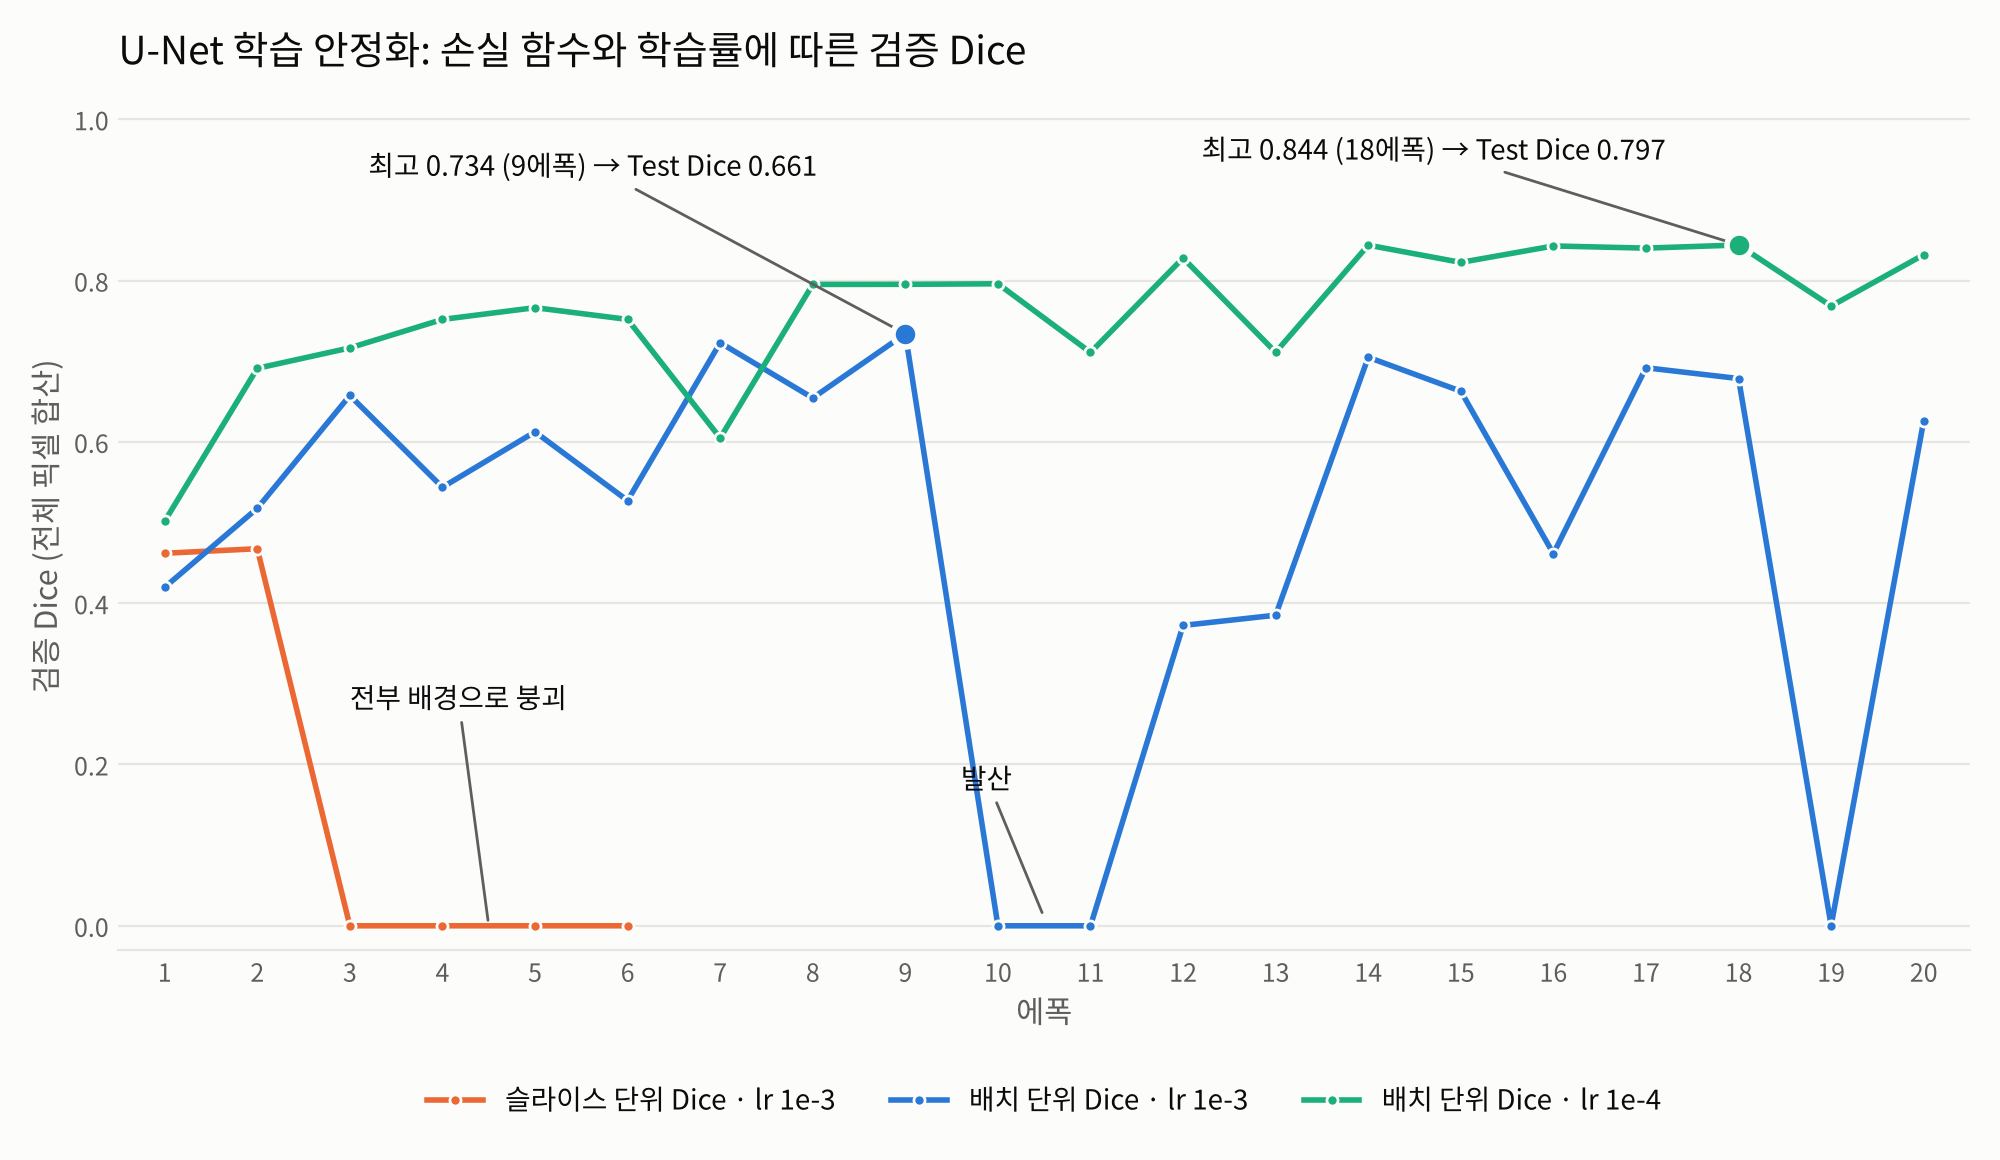 U-Net 학습 안정화: 손실 함수와 학습률에 따른 검증 Dice
최고 0.734 (9에폭) → Test Dice 0.661
최고 0.844 (18에폭) → Test Dice 0.797
전부 배경으로 붕괴
발산
검증 Dice (전체 픽셀 합산)
1.0
0.8
0.6
0.4
0.2
0.0
1 2 3 4 5 6 7 8 9 10 11 12 13 14 15 16 17 18 19 20
에폭
슬라이스 단위 Dice · lr 1e-3
배치 단위 Dice · lr 1e-3
배치 단위 Dice · lr 1e-4